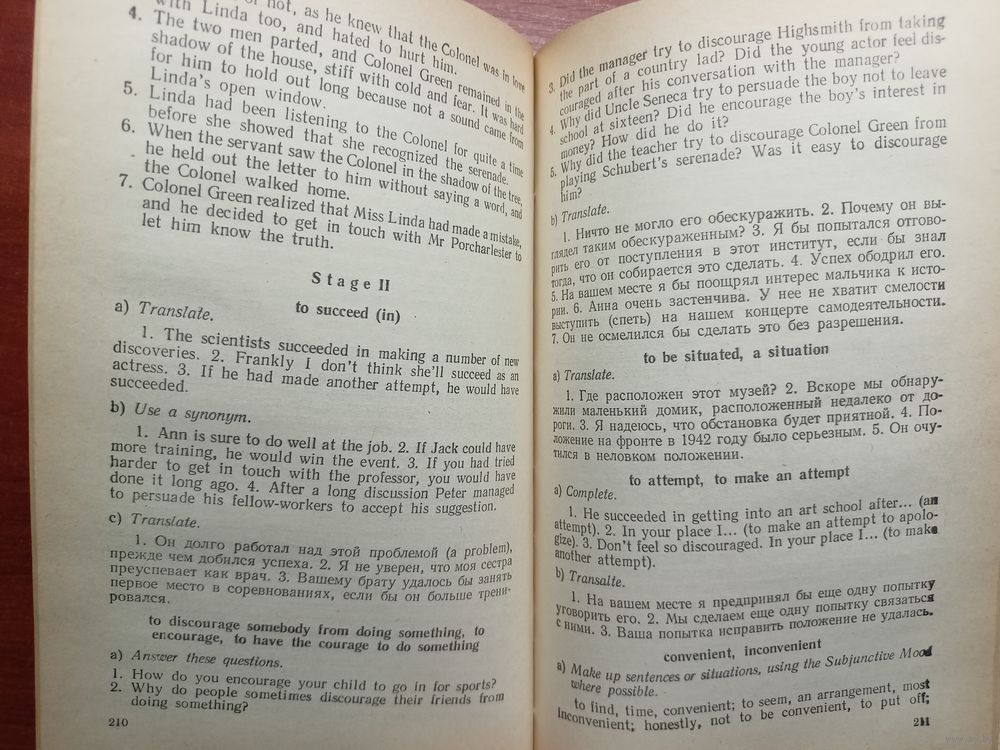 or not, as he knew that the Colonel was in love
with Linda too, and hated to hurt him.
4. The two men parted, and Colonel Green remained in the
shadow of the house, stiff with cold and fear. It was hard
for him to hold out long because not a sound came from
Linda's open window.
5. Linda had been listening to the Colonel for quite a time
before she showed that she recognized the serenade.
6. When the servant saw the Colonel in the shadow of the tree,
he held out the letter to him without saying a word, and
the Colonel walked home.
7. Colonel Green realized that Miss Linda had made a mistake,
and he decided to get in touch with Mr Porcharlester to
let him know the truth.
Stage II
to succeed (in)
a) Translate.
1. The scientists succeeded in making a number of new
discoveries. 2. Frankly I don't think she'll succeed as an
actress. 3. If he had made another attempt, he would have
succeeded.
b) Use a synonym.
1. Ann is sure to do well at the job. 2. If Jack could have
more training, he would win the event. 3. If you had tried
harder to get in touch with the professor, you would have
done it long ago. 4. After a long discussion Peter managed
to persuade his fellow-workers to accept his suggestion.
c) Translate.
1. Он долго работал над этой проблемой (a problem),
прежде чем добился успеха. 2. Я не уверен, что моя сестра
преуспевает как врач. 3. Вашему брату удалось бы занять
первое место в соревнованиях, если бы он больше трени-
ровался.
to discourage somebody from doing something, to
encourage, to have the courage to do something
a) Answer these questions.
1. How do you encourage your child to go in for sports?
2. Why do people sometimes discourage their friends from
doing something?
210
3. Did the manager try to discourage Highsmith from taking
the part of a country lad? Did the young actor feel dis-
couraged after his conversation with the manager?
4. Why did Uncle Seneca try to persuade the boy not to leave
school at sixteen? Did he encourage the boy's interest in
money? How did he do it?
5. Why did the teacher try to discourage Colonel Green from
playing Schubert's serenade? Was it easy to discourage
him?
b) Translate.
1. Ничто не могло его обескуражить. 2. Почему он вы-
глядел таким обескураженным? 3. Я бы попытался отгово-
рить его от поступления в этот институт, если бы знал
тогда, что он собирается это сделать. 4. Успех ободрил его.
5. На вашем месте я бы поощрял интерес мальчика к исто-
рии. 6. Анна очень застенчива. У нее не хватит смелости
выступить (спеть) на нашем концерте самодеятельности.
7. Он не осмелился бы сделать это без разрешения.
to be situated, a situation
a) Translate.
1. Где расположен этот музей? 2. Вскоре мы обнару-
жили маленький домик, расположенный недалеко от до-
роги. 3. Я надеюсь, что обстановка будет приятной. 4. По-
ложение на фронте в 1942 году было серьезным. 5. Он очу-
тился в неловком положении.
to attempt, to make an attempt
a) Complete.
1. He succeeded in getting into an art school after... (an
attempt). 2. In your place I... (to make an attempt to apolo-
gize). 3. Don't feel so discouraged. In your place I... (to make
another attempt).
b) Transalte.
1. На вашем месте я предпринял бы еще одну попытку
уговорить его. 2. Мы сделаем еще одну попытку связаться
с ними. 3. Ваша попытка исправить положение не удалась.
convenient, inconvenient
a) Make up sentences or situations, using the Subjunctive Mood
where possible.
to find, time, convenient; to seem, an arrangement, most
inconvenient; honestly, not to be convenient, to put off;
211